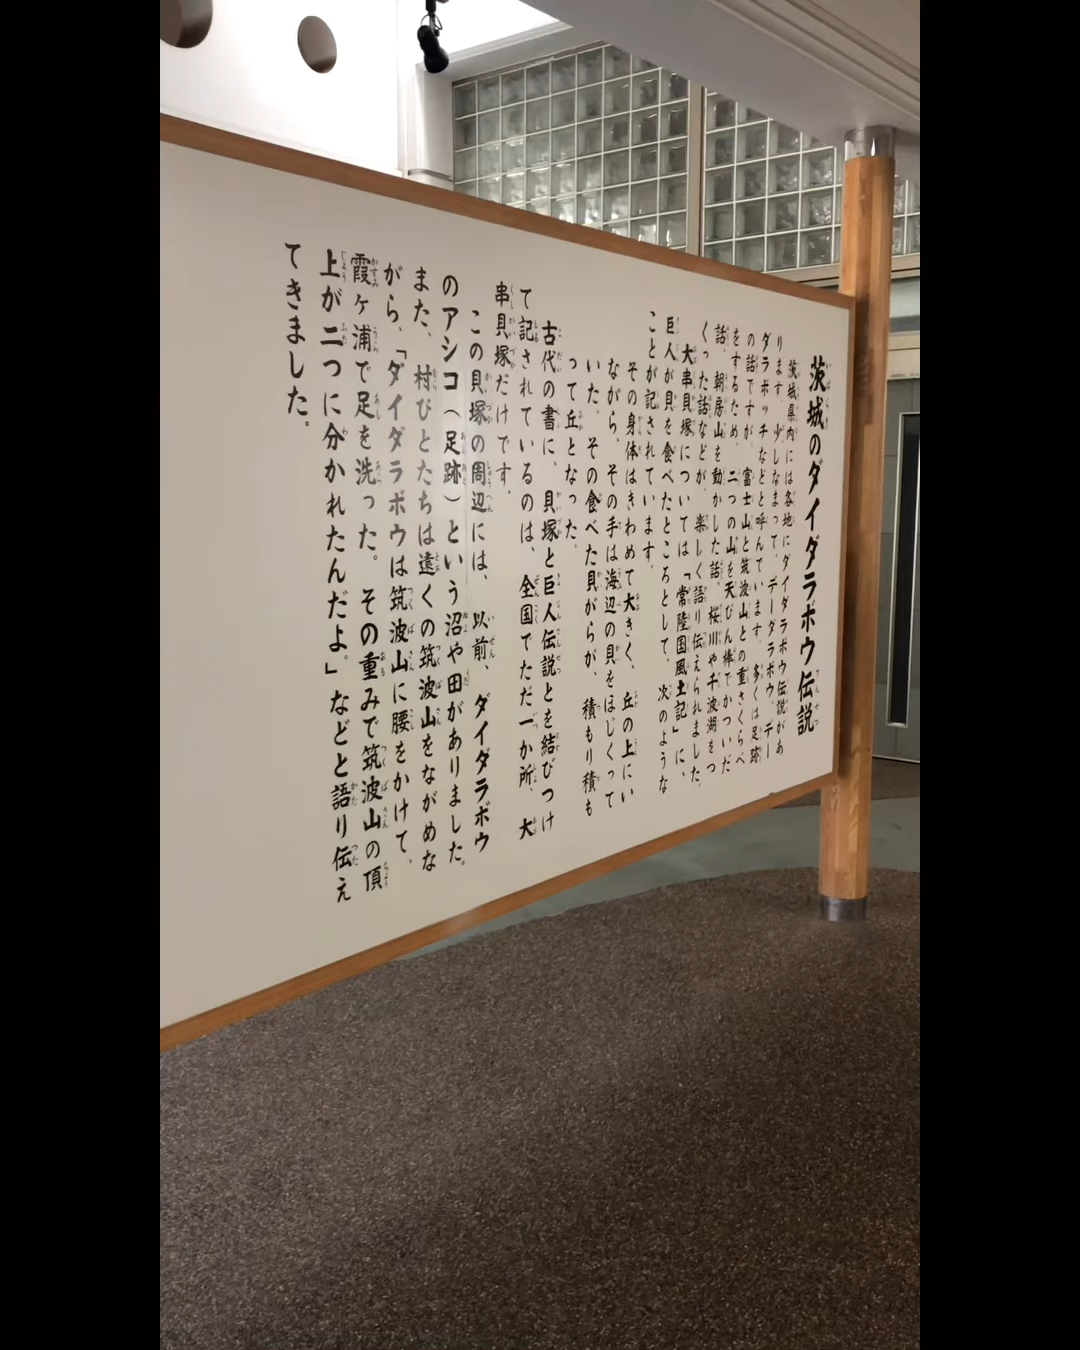 茨城のダイダラボウ伝説
茨城県内には各地にダイダラボウ伝説があ
ります。少しなまって、デーダラボウ、デー
ダラボッチなどと呼んでいます。多くは足跡
の話ですが、富士山と筑波山との重さくらべ
をするため、二つの山を天びん棒でかついだ
話、朝房山を動かした話、桜川や千波湖をつ
くった話などが、楽しく語り伝えられました。
大串貝塚については「常陸国風土記」に、
巨人が貝を食べたところとして、次のような
ことが記されています。
その身体はきわめて大きく、丘の上にい
ながら、その手は海辺の貝をほじくって
いた。その食べた貝がらが、積もり積も
って丘となった。
古代の書に、貝塚と巨人伝説とを結びつけ
て記されているのは、全国でただ一か所、大
串貝塚だけです。
この貝塚の周辺には、以前、ダイダラボウ
のアシコ（足跡）という沼や田がありました。
また、村びとたちは遠くの筑波山をながめな
がら、「ダイダラボウは筑波山に腰をかけて、
霞ヶ浦で足を洗った。その重みで筑波山の頂
上が二つに分かれたんだよ。」などと語り伝え
てきました。